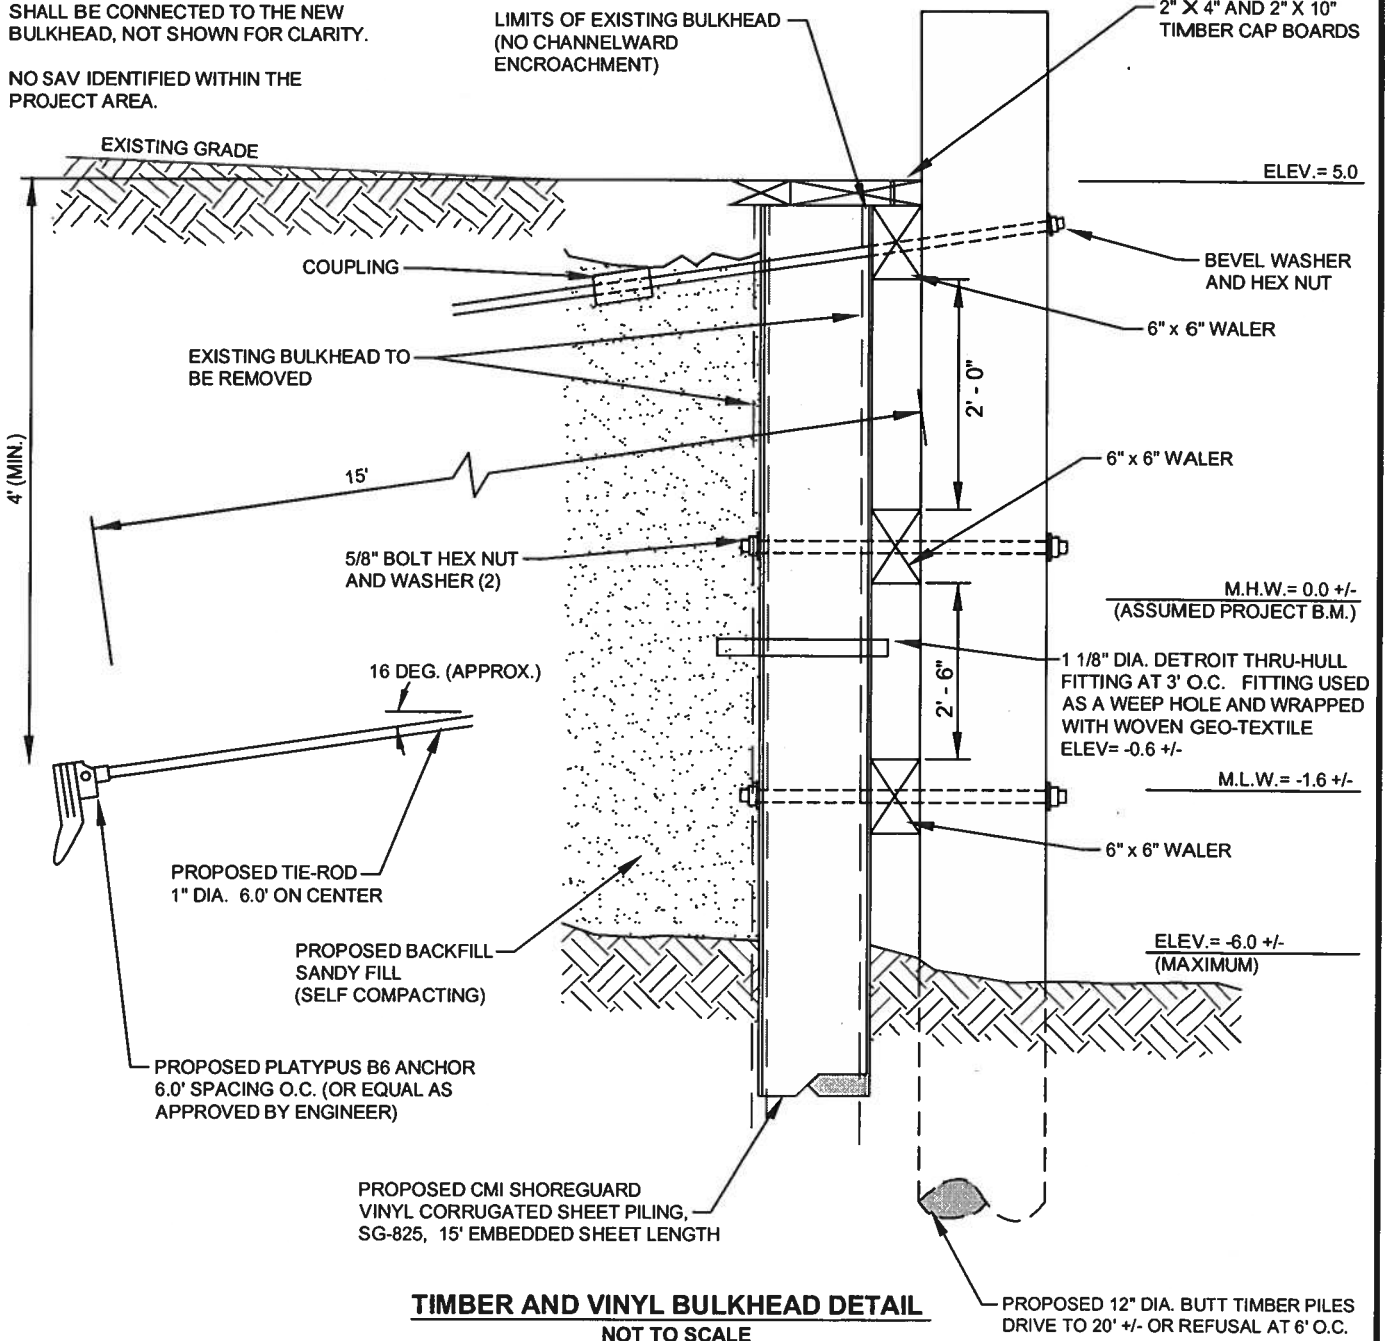 SHALL BE CONNECTED TO THE NEW
BULKHEAD, NOT SHOWN FOR CLARITY.
NO SAV IDENTIFIED WITHIN THE
PROJECT AREA.
LIMITS OF EXISTING BULKHEAD
(NO CHANNELWARD
ENCROACHMENT)
2" X 4" AND 2" X 10"
TIMBER CAP BOARDS
EXISTING GRADE
ELEV.= 5.0
COUPLING
BEVEL WASHER
AND HEX NUT
6" x 6" WALER
EXISTING BULKHEAD TO
BE REMOVED
2' - 0"
4' (MIN.)
15'
6" x 6" WALER
5/8" BOLT HEX NUT
AND WASHER (2)
M.H.W.= 0.0 +/-
(ASSUMED PROJECT B.M.)
1 1/8" DIA. DETROIT THRU-HULL
FITTING AT 3' O.C. FITTING USED
AS A WEEP HOLE AND WRAPPED
WITH WOVEN GEO-TEXTILE
ELEV= -0.6 +/-
16 DEG. (APPROX.)
2' - 6"
M.L.W.= -1.6 +/-
6" x 6" WALER
PROPOSED TIE-ROD
1" DIA. 6.0' ON CENTER
PROPOSED BACKFILL
SANDY FILL
(SELF COMPACTING)
ELEV.= -6.0 +/-
(MAXIMUM)
PROPOSED PLATYPUS B6 ANCHOR
6.0' SPACING O.C. (OR EQUAL AS
APPROVED BY ENGINEER)
PROPOSED CMI SHOREGUARD
VINYL CORRUGATED SHEET PILING,
SG-825, 15' EMBEDDED SHEET LENGTH
TIMBER AND VINYL BULKHEAD DETAIL
NOT TO SCALE
PROPOSED 12" DIA. BUTT TIMBER PILES
DRIVE TO 20' +/- OR REFUSAL AT 6' O.C.